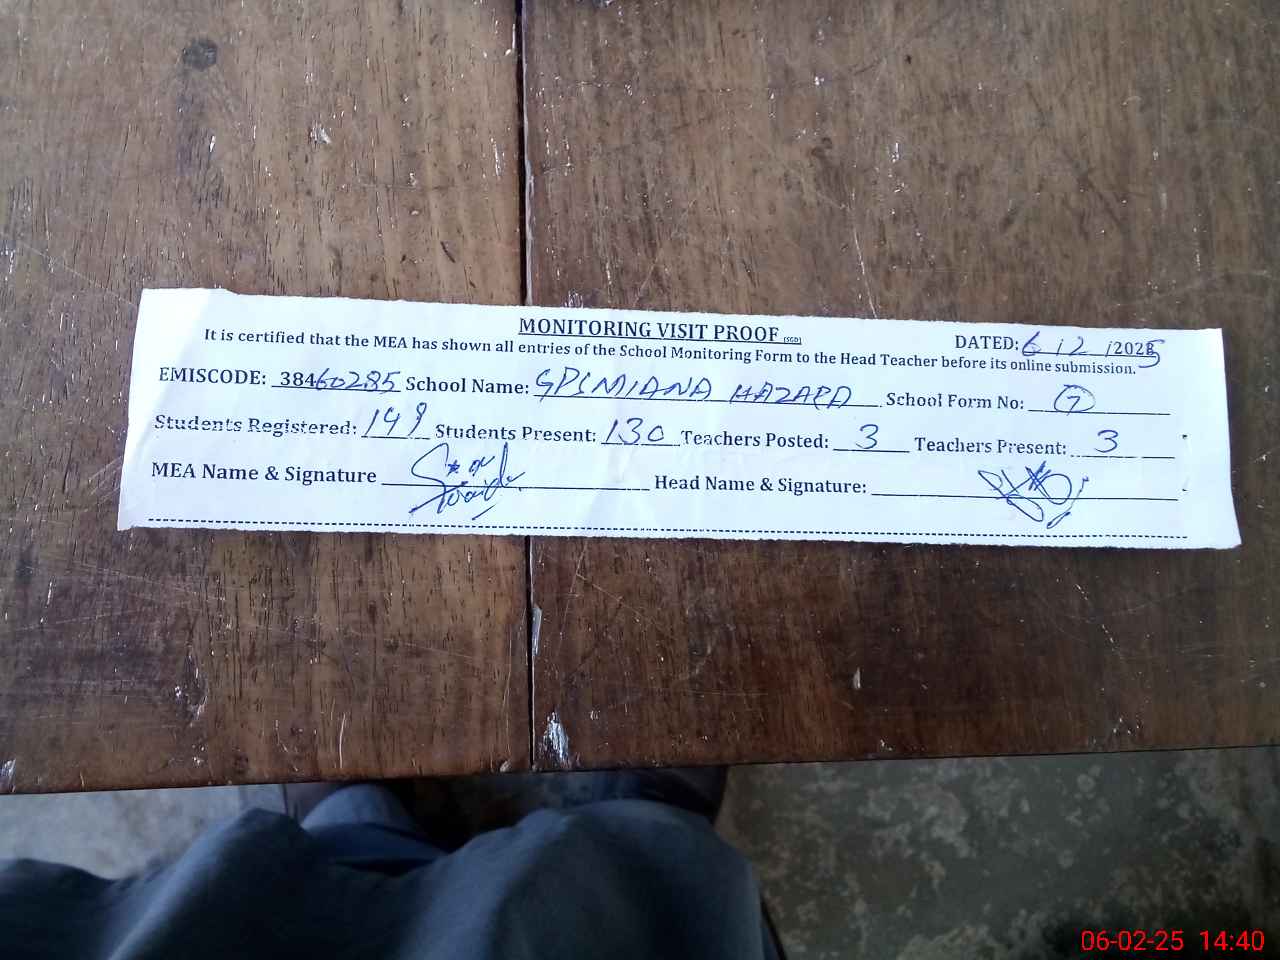 MONITORING VISIT PROOF (SGD)
DATED: 6/2/2025
It is certified that the MEA has shown all entries of the School Monitoring Form to the Head Teacher before its online submission.
EMISCODE: 38460285 School Name: GPS MIANA HAZARA School Form No: 7
Students Registered: 149 Students Present: 130 Teachers Posted: 3 Teachers Present: 3
MEA Name & Signature Head Name & Signature:
06-02-25 14:40